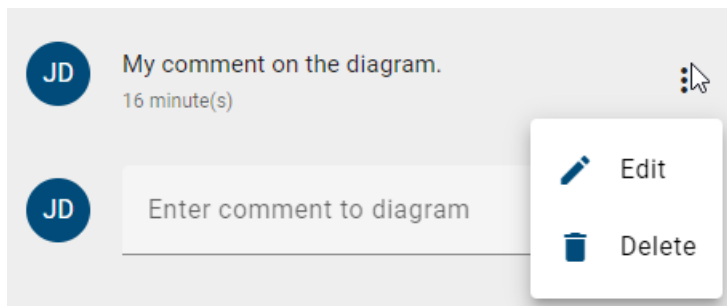 JD
My comment on the diagram.
16 minute(s)
Edit
JD
Enter comment to diagram
Delete